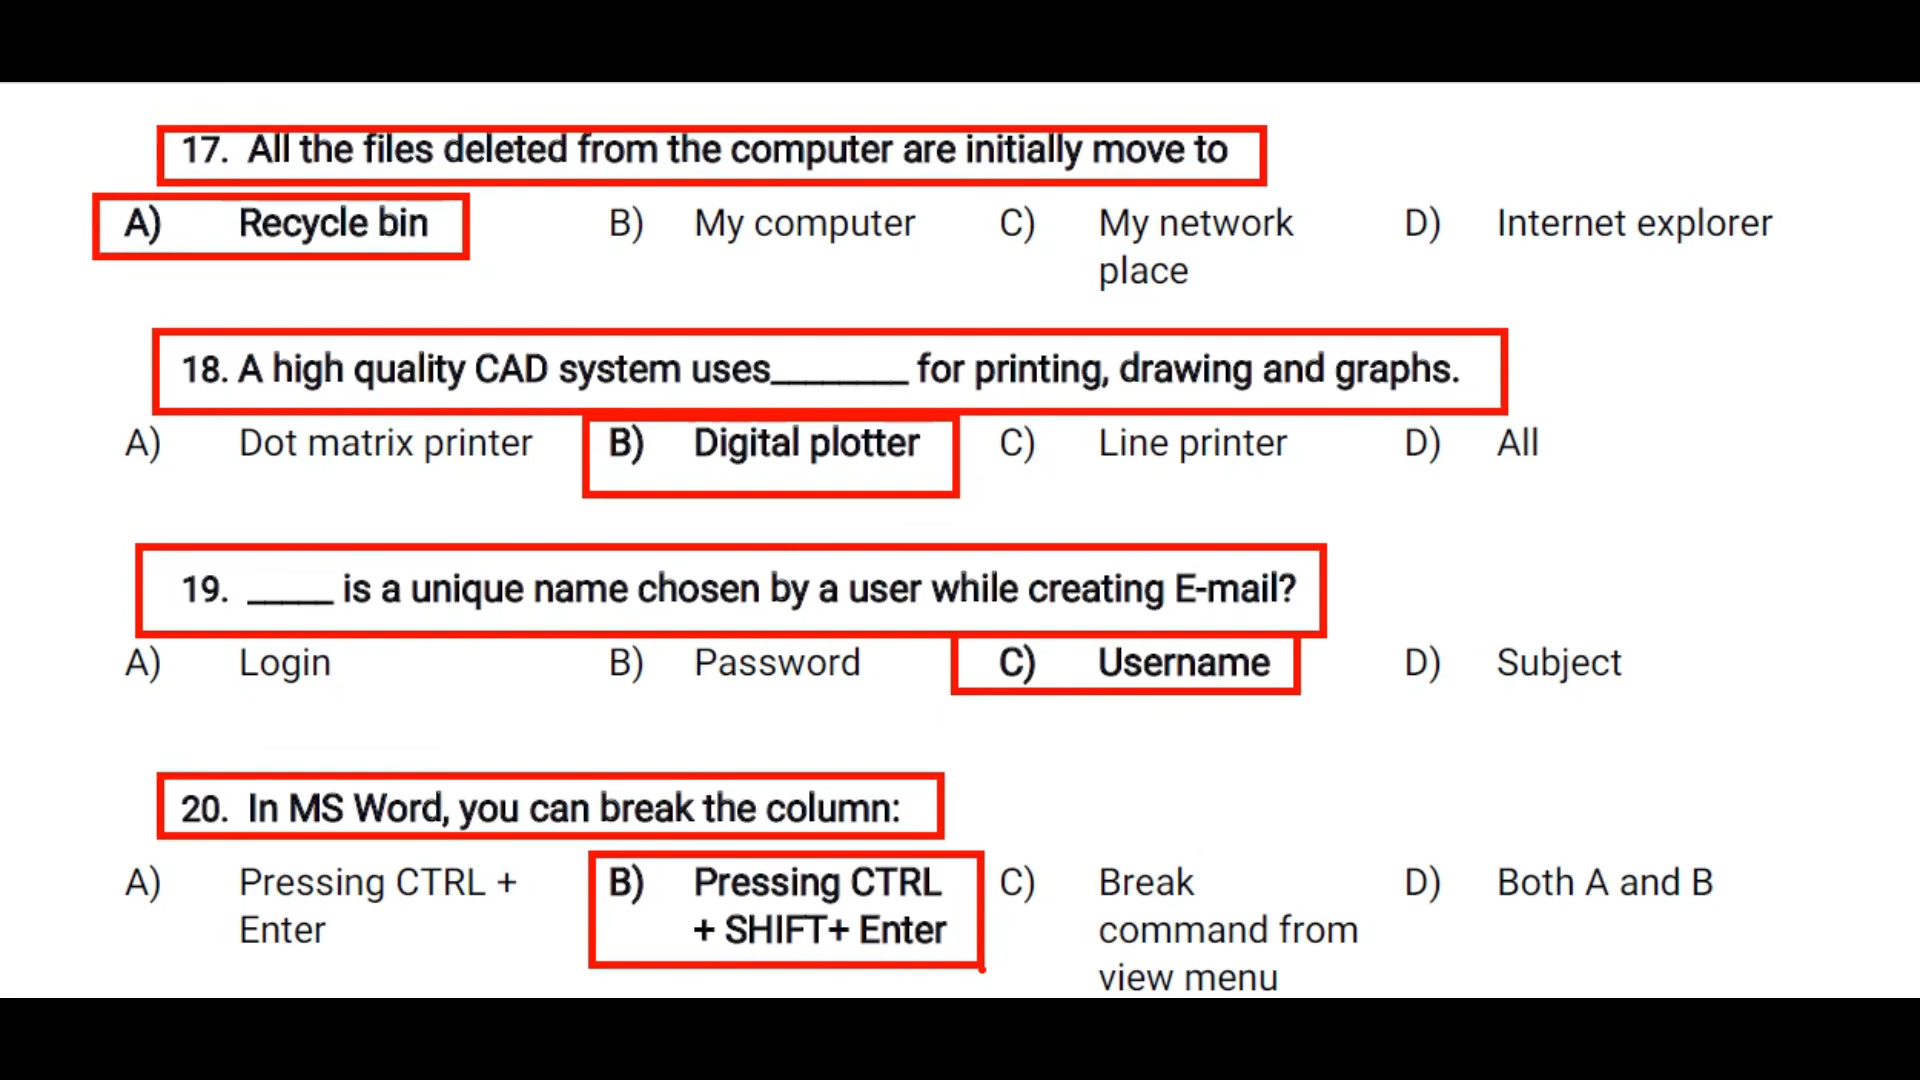 17. All the files deleted from the computer are initially move to
A) Recycle bin B) My computer C) My network place D) Internet explorer
18. A high quality CAD system uses________ for printing, drawing and graphs.
A) Dot matrix printer B) Digital plotter C) Line printer D) All
19. _____ is a unique name chosen by a user while creating E-mail?
A) Login B) Password C) Username D) Subject
20. In MS Word, you can break the column:
A) Pressing CTRL + Enter B) Pressing CTRL + SHIFT+ Enter C) Break command from view menu D) Both A and B